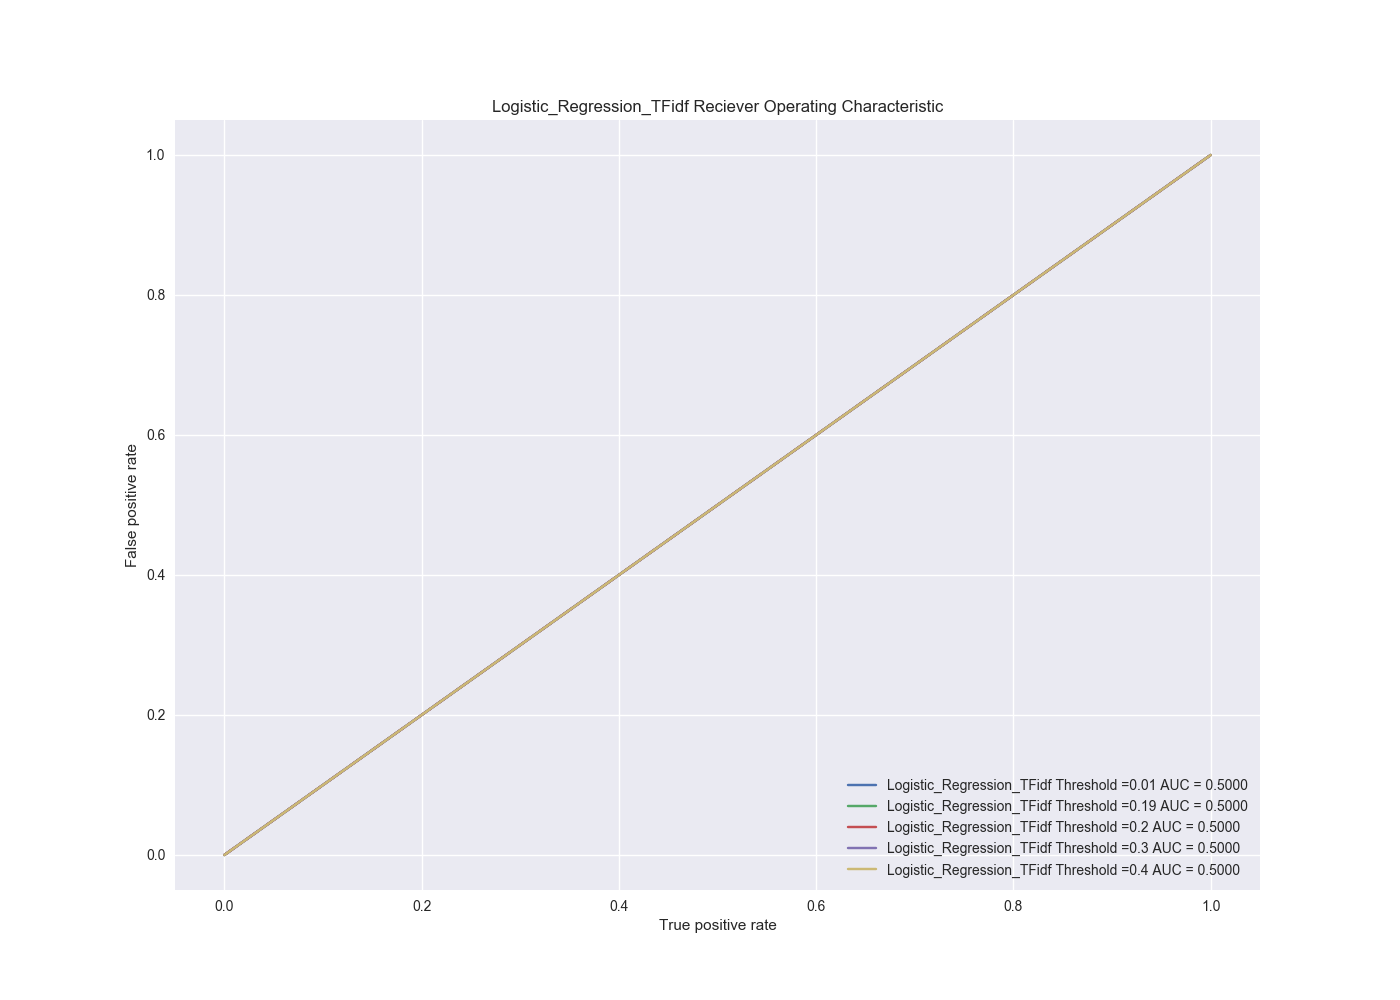 Logistic_Regression_TFidf Reciever Operating Characteristic
1.0
0.8
0.6
0.4
0.2
0.0
False positive rate
Logistic_Regression_TFidf Threshold =0.01 AUC = 0.5000
Logistic_Regression_TFidf Threshold =0.19 AUC = 0.5000
Logistic_Regression_TFidf Threshold =0.2 AUC = 0.5000
Logistic_Regression_TFidf Threshold =0.3 AUC = 0.5000
Logistic_Regression_TFidf Threshold =0.4 AUC = 0.5000
0.0 0.2 0.4 0.6 0.8 1.0
True positive rate